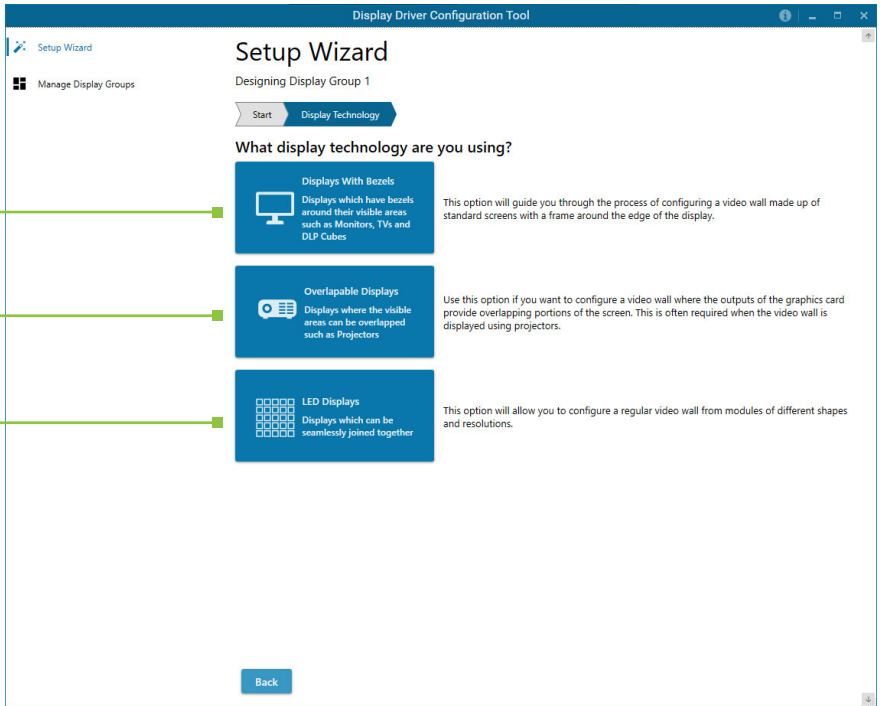 Display Driver Configuration Tool
Setup Wizard
Manage Display Groups
Setup Wizard
Designing Display Group 1
Start
Display Technology
What display technology are you using?
Displays With Bezels
Displays which have bezels
around their visible areas
such as Monitors, TVs and
DLP Cubes
This option will guide you through the process of configuring a video wall made up of
standard screens with a frame around the edge of the display.
Overlapable Displays
Displays where the visible
areas can be overlapped
such as Projectors
Use this option if you want to configure a video wall where the outputs of the graphics card
provide overlapping portions of the screen. This is often required when the video wall is
displayed using projectors.
LED Displays
Displays which can be
seamlessly joined together
This option will allow you to configure a regular video wall from modules of different shapes
and resolutions.
Back